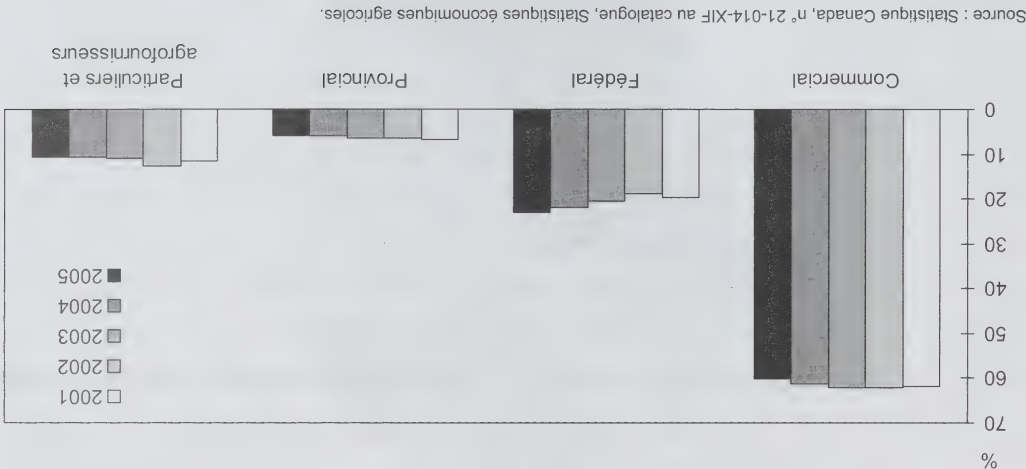 %
70
60
50
40
30
20
10
0
2001
2002
2003
2004
2005
Commercial
Fédéral
Provincial
Particuliers et
agrofournisseurs
Source : Statistique Canada, n° 21-014-XIF au catalogue, Statistiques économiques agricoles.